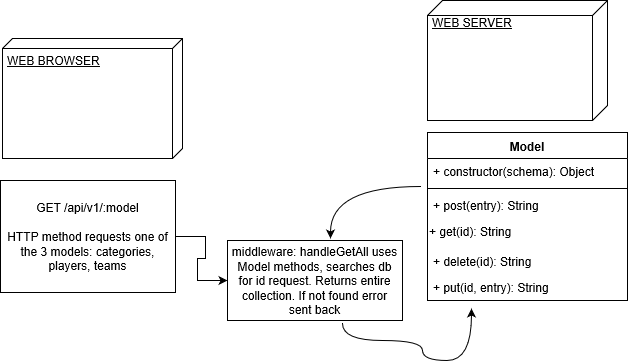 WEB SERVER
WEB BROWSER
Model
+ constructor(schema): Object
+ post(entry): String
+ get(id): String
+ delete(id): String
+ put(id, entry): String
GET /api/v1/:model
HTTP method requests one of
the 3 models: categories,
players, teams
middleware: handleGetAll uses
Model methods, searches db
for id request. Returns entire
collection. If not found error
sent back